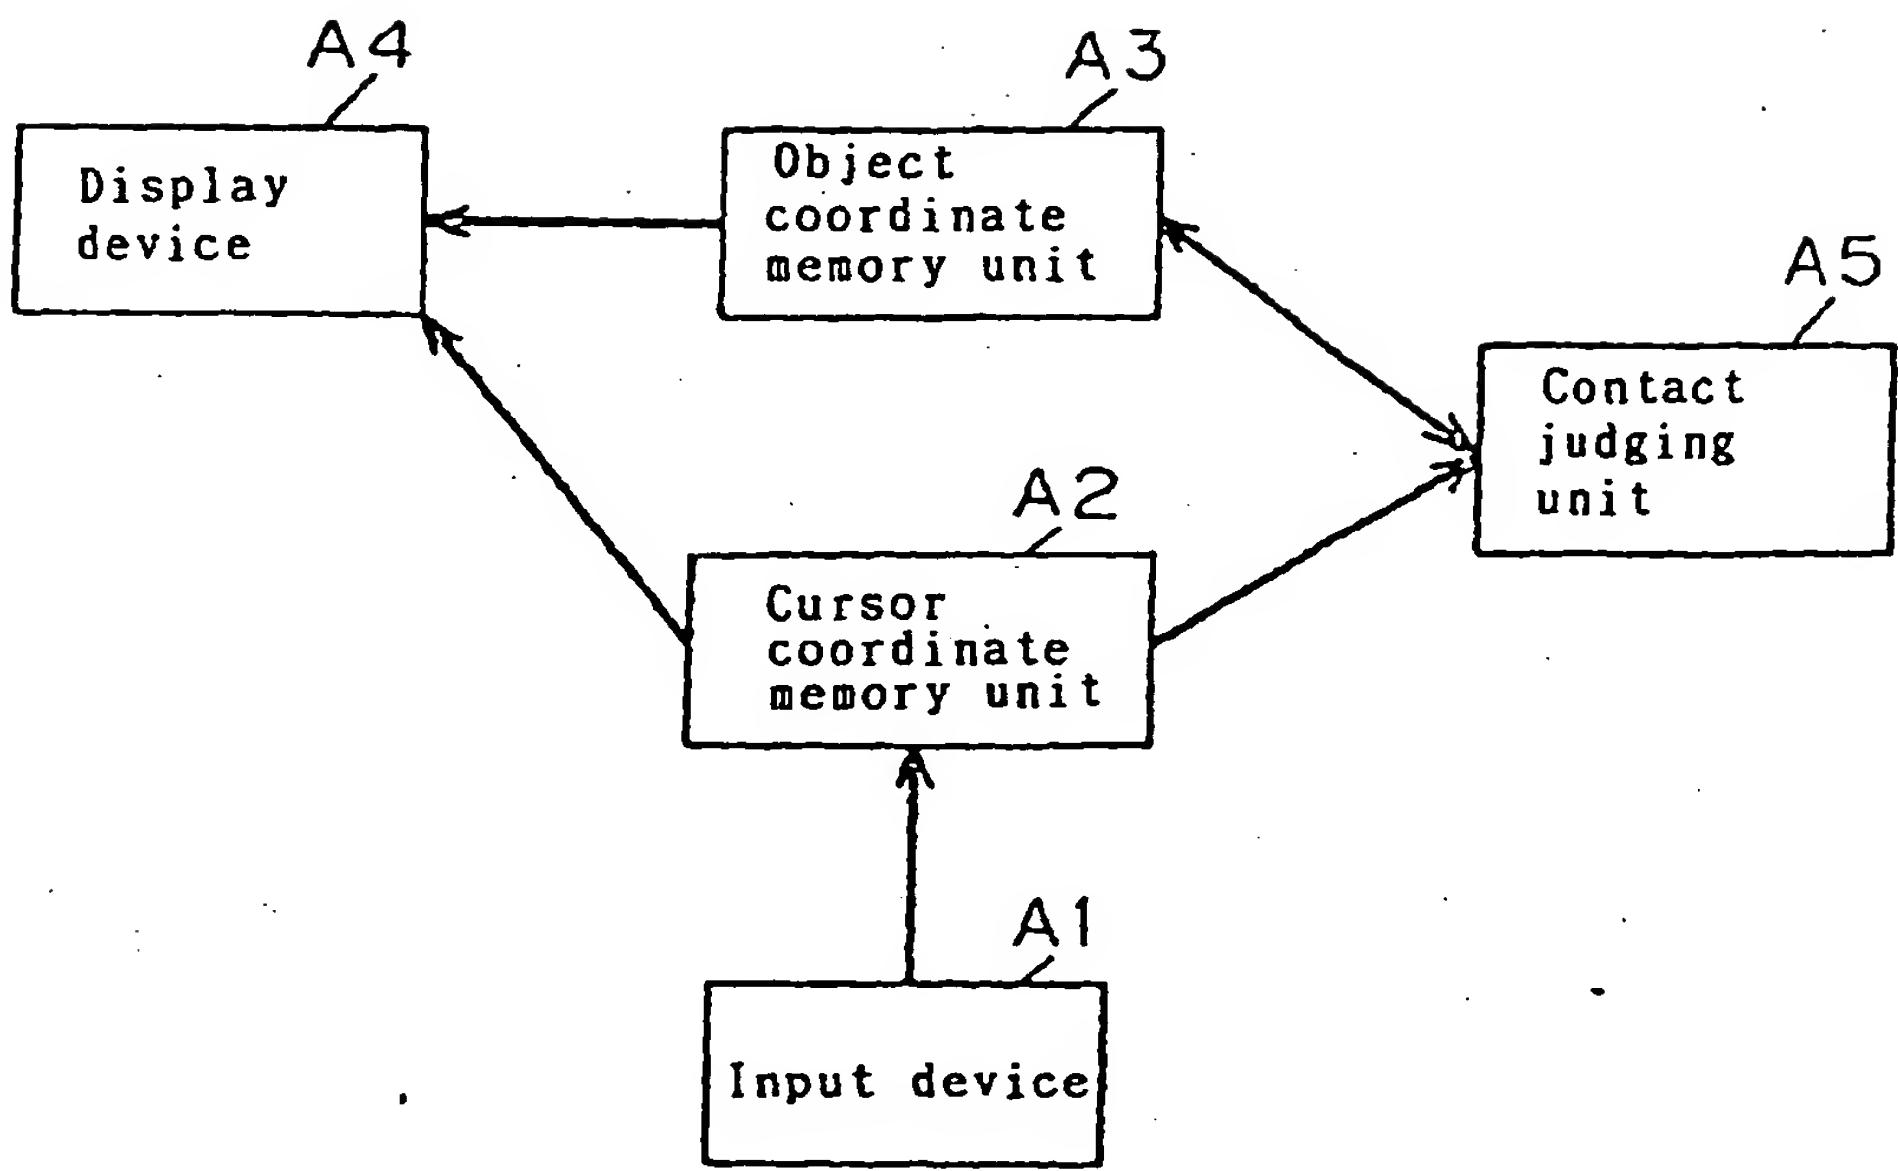 A4
Display
device
A3
Object
coordinate
memory unit
A5
Contact
judging
unit
A2
Cursor
coordinate
memory unit
A1
Input device